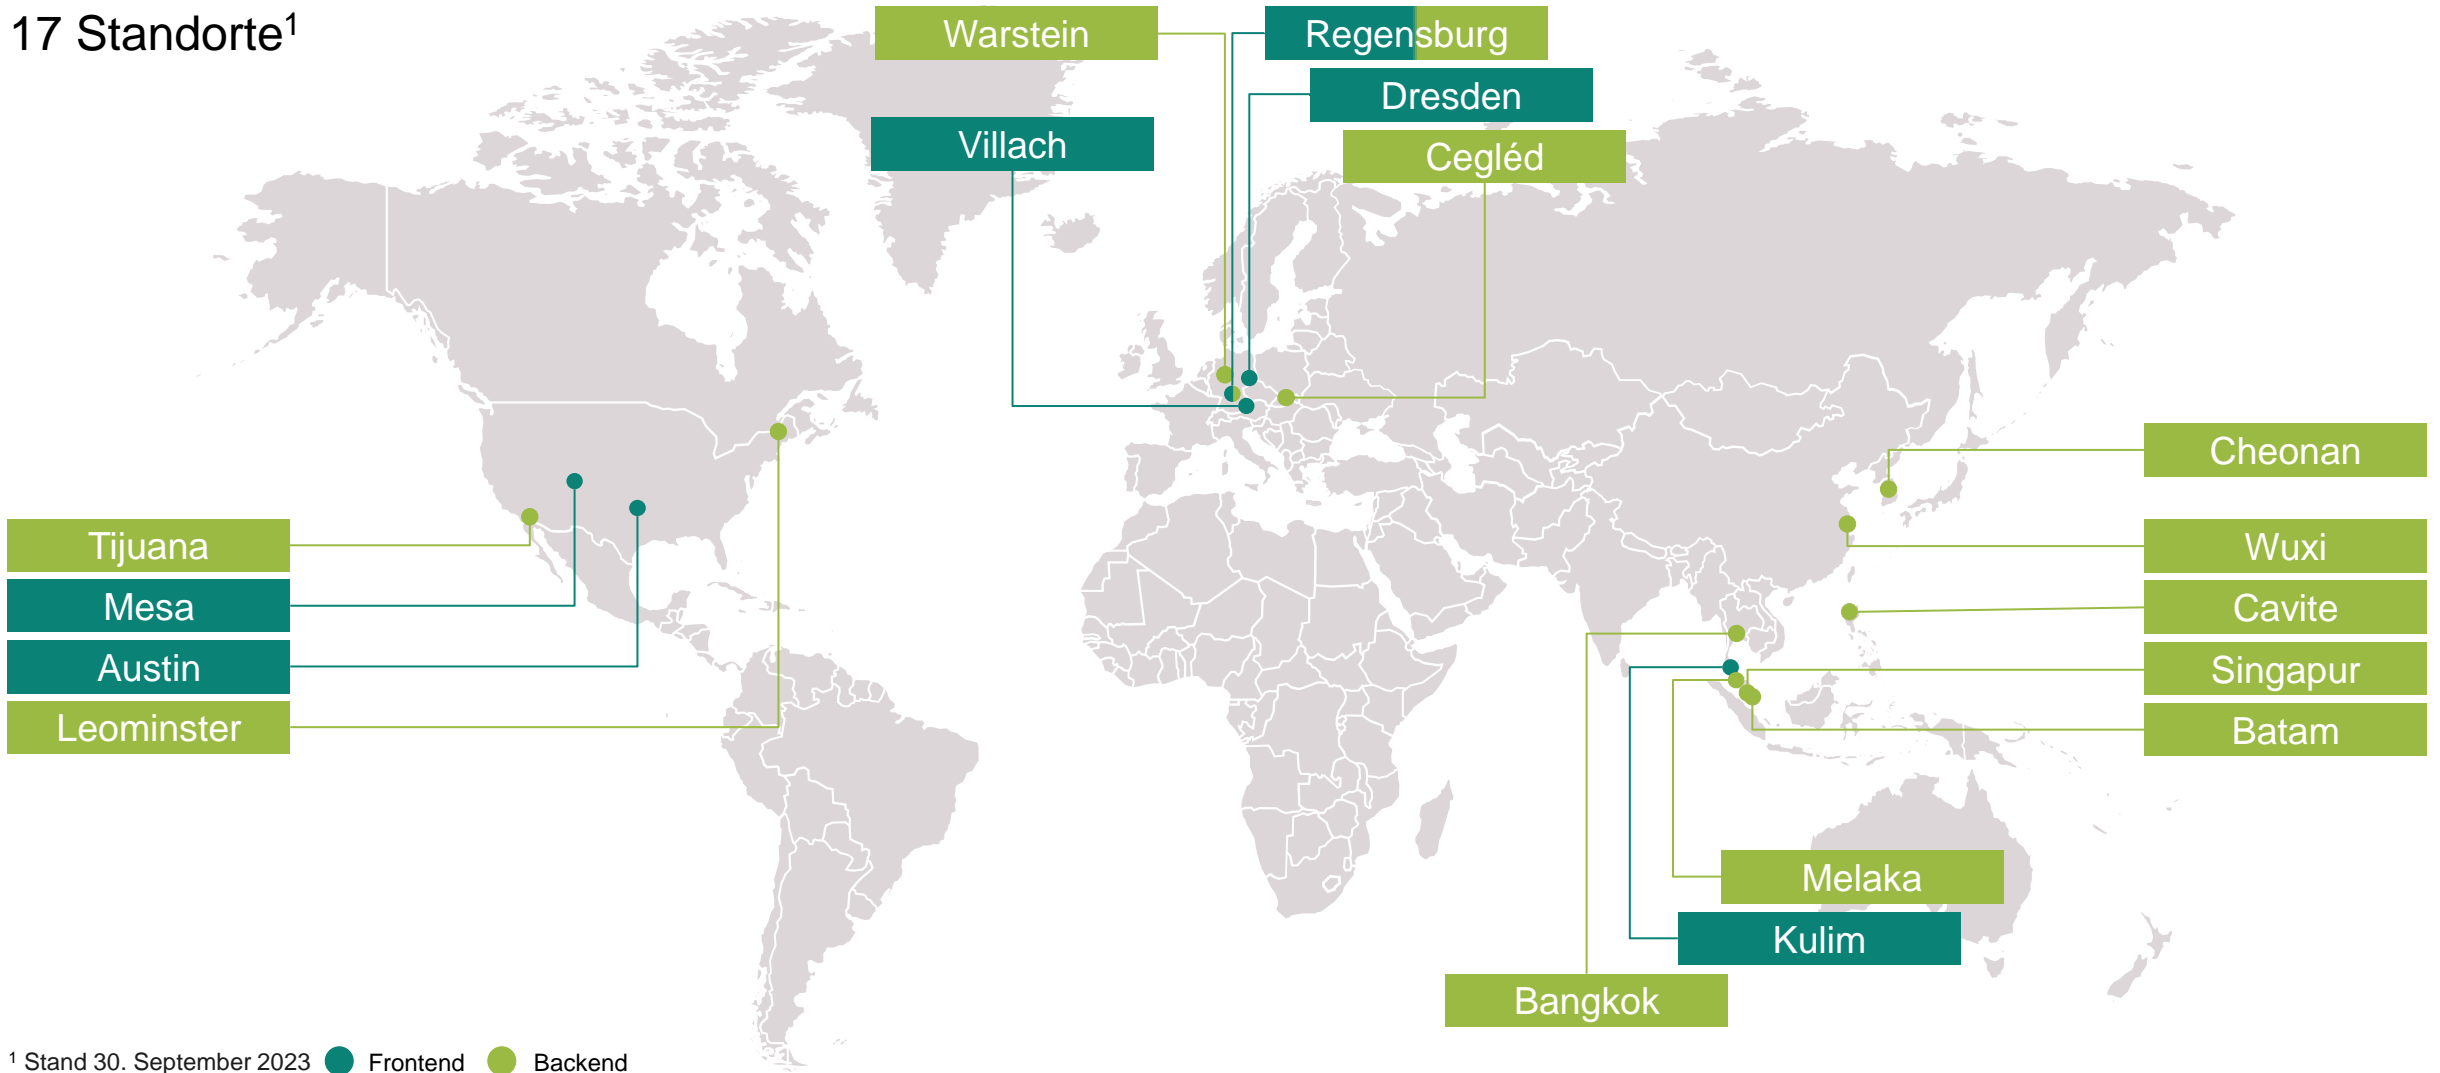 17 Standorte¹
Warstein
Regensburg
Dresden
Villach
Cegléd
Cheonan
Tijuana
Wuxi
Mesa
Cavite
Austin
Singapur
Leominster
Batam
Melaka
Kulim
Bangkok
¹ Stand 30. September 2023 Frontend Backend